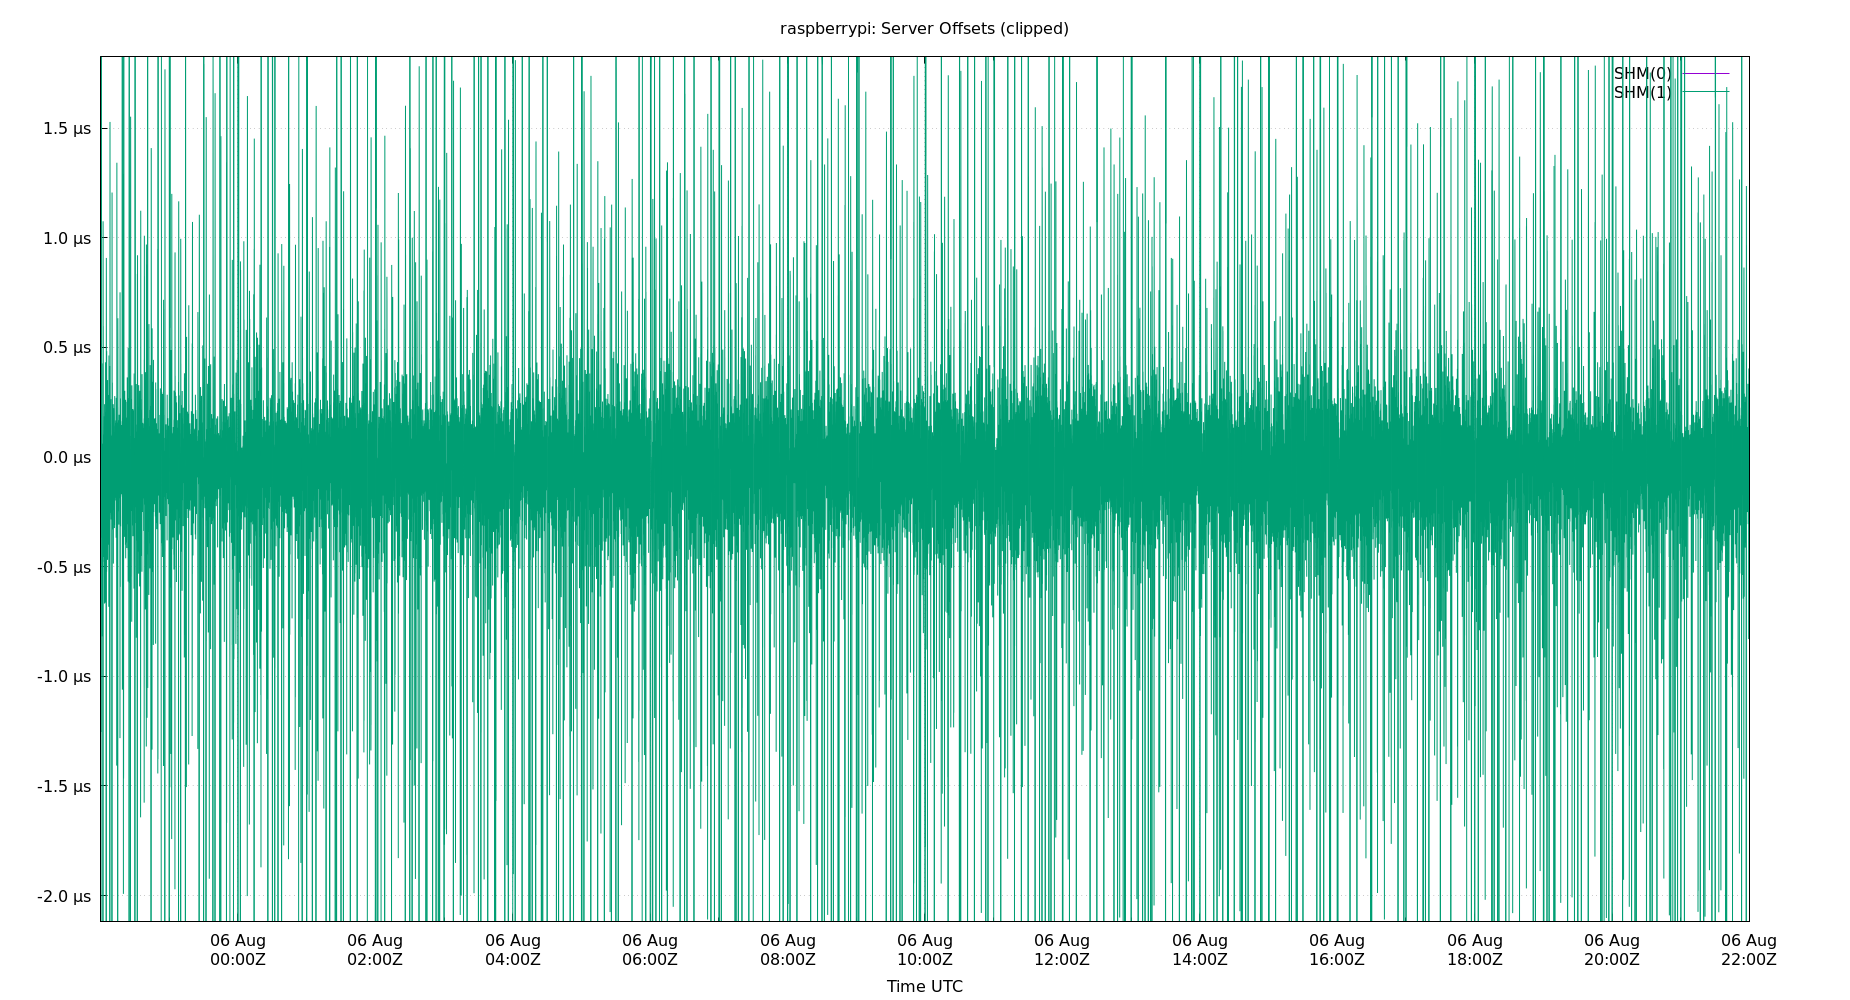 raspberrypi: Server Offsets (clipped)
SHM(0)
SHM(1)
1.5 µs
1.0 µs
0.5 µs
0.0 µs
-0.5 µs
-1.0 µs
-1.5 µs
-2.0 µs
06 Aug 06 Aug 06 Aug 06 Aug 06 Aug 06 Aug 06 Aug 06 Aug 06 Aug 06 Aug 06 Aug 06 Aug
00:00Z 02:00Z 04:00Z 06:00Z 08:00Z 10:00Z 12:00Z 14:00Z 16:00Z 18:00Z 20:00Z 22:00Z
Time UTC